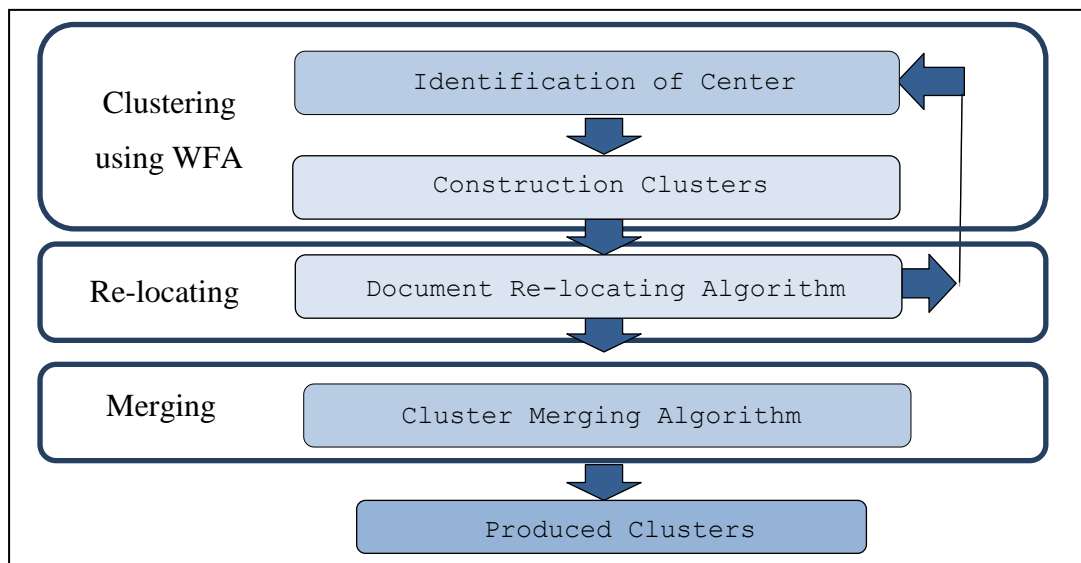 Clustering
using WFA
Identification of Center
Construction Clusters
Re-locating
Document Re-locating Algorithm
Merging
Cluster Merging Algorithm
Produced Clusters